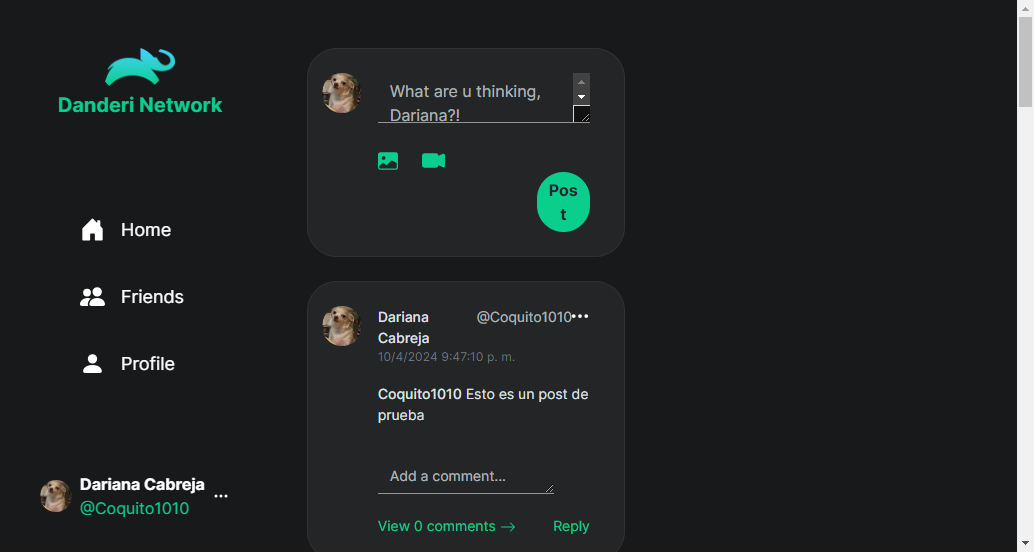 Danderi Network
Home
Friends
Profile
Dariana Cabreja
@Coquito1010
What are u thinking,
Dariana?!
Pos
t
Dariana
Cabreja
@Coquito1010
10/4/2024 9:47:10 p. m.
Coquito1010 Esto es un post de
prueba
Add a comment...
View 0 comments →
Reply